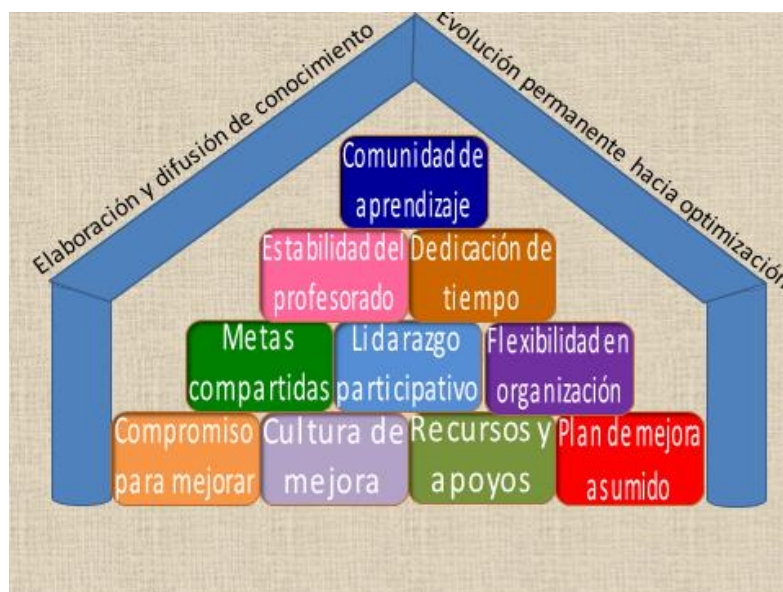 Elaboración y difusión de conocimiento
Evolución permanente hacia optimización
Comunidad de
aprendizaje
Estabilidad del
profesorado
Dedicación de
tiempo
Metas
compartidas
Lidarazgo
participativo
Flexibilidad en
organización
Compromiso
para mejorar
Cultura de
mejora
Recursos y
apoyos
Plan de mejora
asumido